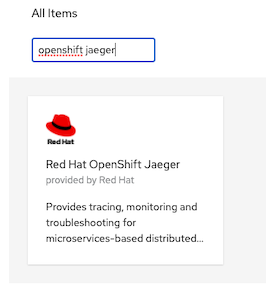 All Items
openshift jaeger
Red Hat
Red Hat OpenShift Jaeger
provided by Red Hat
Provides tracing, monitoring and
troubleshooting for
microservices-based distributed...